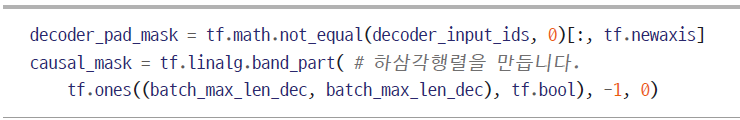 decoder_pad_mask = tf.math.not_equal(decoder_input_ids, 0)[:, tf.newaxis]
causal_mask = tf.linalg.band_part( # 하삼각행렬을 만듭니다.
    tf.ones((batch_max_len_dec, batch_max_len_dec), tf.bool), -1, 0)